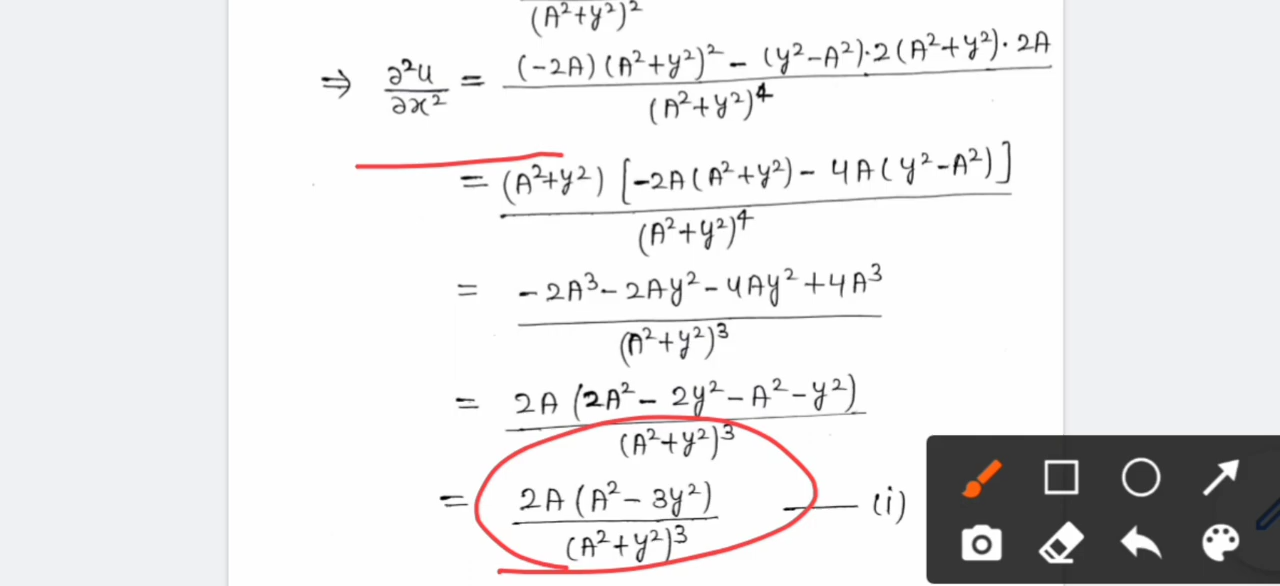 (A²+y²)²
⇒ ∂²u/∂x² = (-2A)(A²+y²)² - (y²-A²)·2(A²+y²)·2A / (A²+y²)⁴
= (A²+y²) [-2A(A²+y²) - 4A(y²-A²)] / (A²+y²)⁴
= -2A³-2Ay²-4Ay²+4A³ / (A²+y²)³
= 2A (2A²-2y²-A²-y²) / (A²+y²)³
= 2A (A²-3y²) / (A²+y²)³ —— (i)